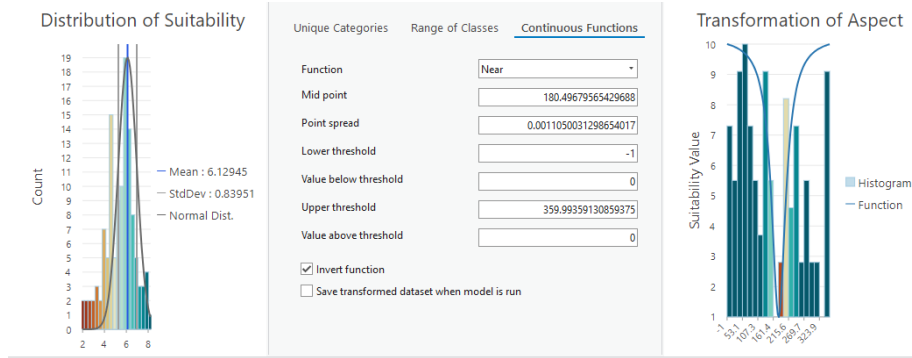 Distribution of Suitability
19
18
17
16
15
14
13
12
11
10
9
8
7
6
5
4
3
2
1
0
Count
2 4 6 8
Mean : 6.12945
StdDev : 0.83951
Normal Dist.
Unique Categories Range of Classes Continuous Functions
Function Near
Mid point 180.49679565429688
Point spread 0.0011050031298654017
Lower threshold -1
Value below threshold 0
Upper threshold 359.99359130859375
Value above threshold 0
Invert function
Save transformed dataset when model is run
Transformation of Aspect
10
9
8
7
6
5
4
3
2
1
Suitability Value
-1 53.1 107.3 161.4 215.6 269.7 323.9
Histogram
Function